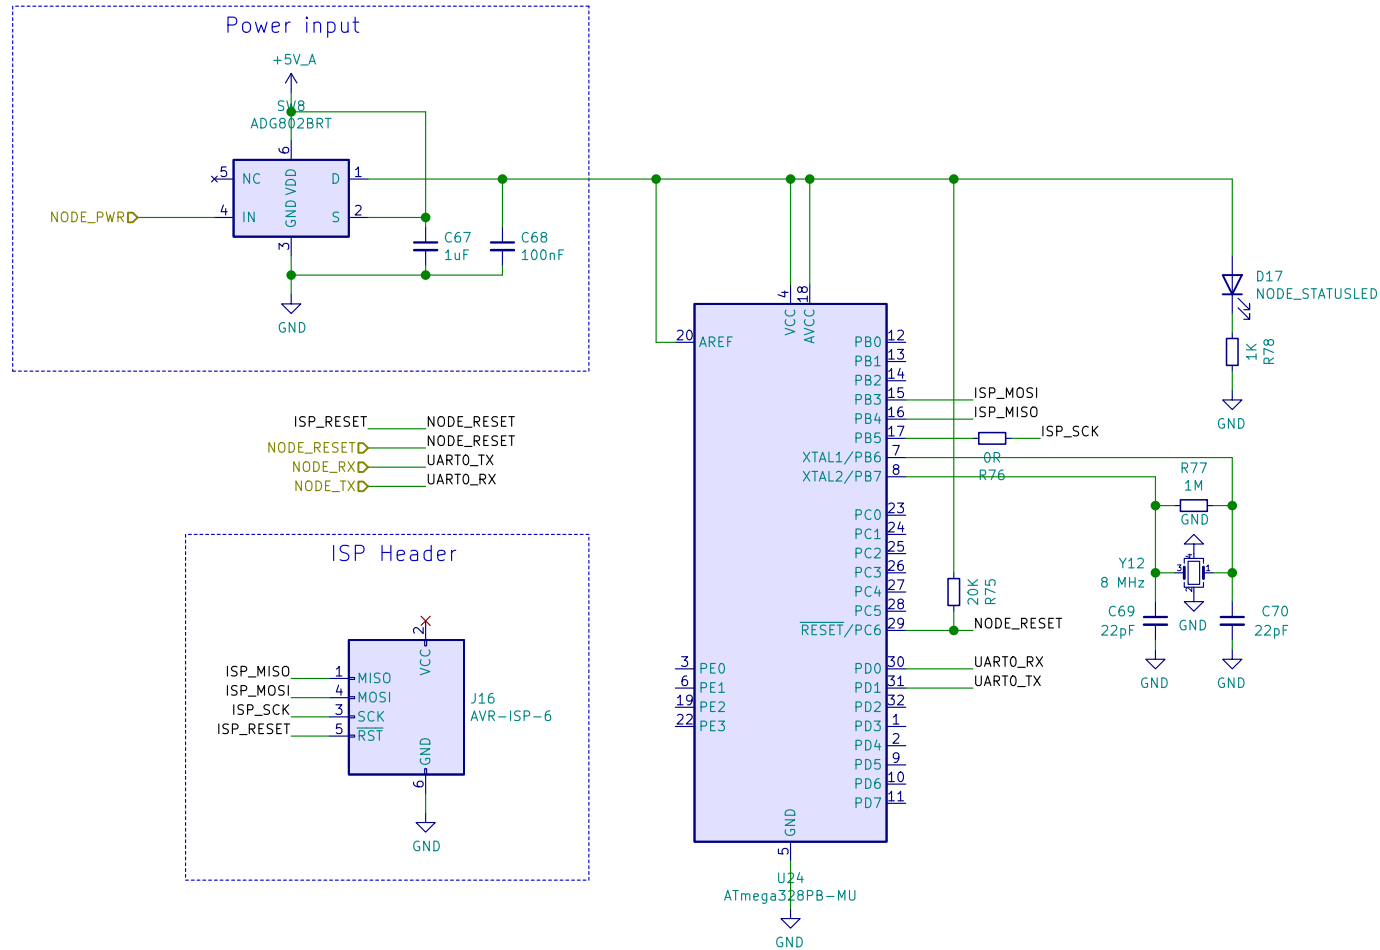 Power input
+5V_A
SW8
ADG802BRT
6
5
NC
VDD
D
1
NODE_PWR
4
IN
GND
S
2
3
C67
1uF
C68
100nF
GND
D17
NODE_STATUSLED
1K
R78
GND
4
18
VCC
AVCC
20
AREF
PB0
12
PB1
13
PB2
14
PB3
15
ISP_MOSI
PB4
16
ISP_MISO
PB5
17
ISP_SCK
0R
R76
XTAL1/PB6
7
XTAL2/PB7
8
PC0
23
PC1
24
PC2
25
PC3
26
PC4
27
PC5
28
RESET/PC6
29
NODE_RESET
20K
R75
3
PE0
6
PE1
19
PE2
22
PE3
PD0
30
UART0_RX
PD1
31
UART0_TX
PD2
32
PD3
1
PD4
2
PD5
9
PD6
10
PD7
11
GND
5
U24
ATmega328PB-MU
GND
R77
1M
GND
4
Y12
8 MHz
3
1
2
GND
C69
22pF
C70
22pF
GND
GND
ISP_RESET
NODE_RESET
NODE_RESET
NODE_RESET
NODE_RX
UART0_TX
NODE_TX
UART0_RX
ISP Header
2
VCC
ISP_MISO
1
MISO
ISP_MOSI
4
MOSI
ISP_SCK
3
SCK
ISP_RESET
5
RST
J16
AVR-ISP-6
GND
6
GND